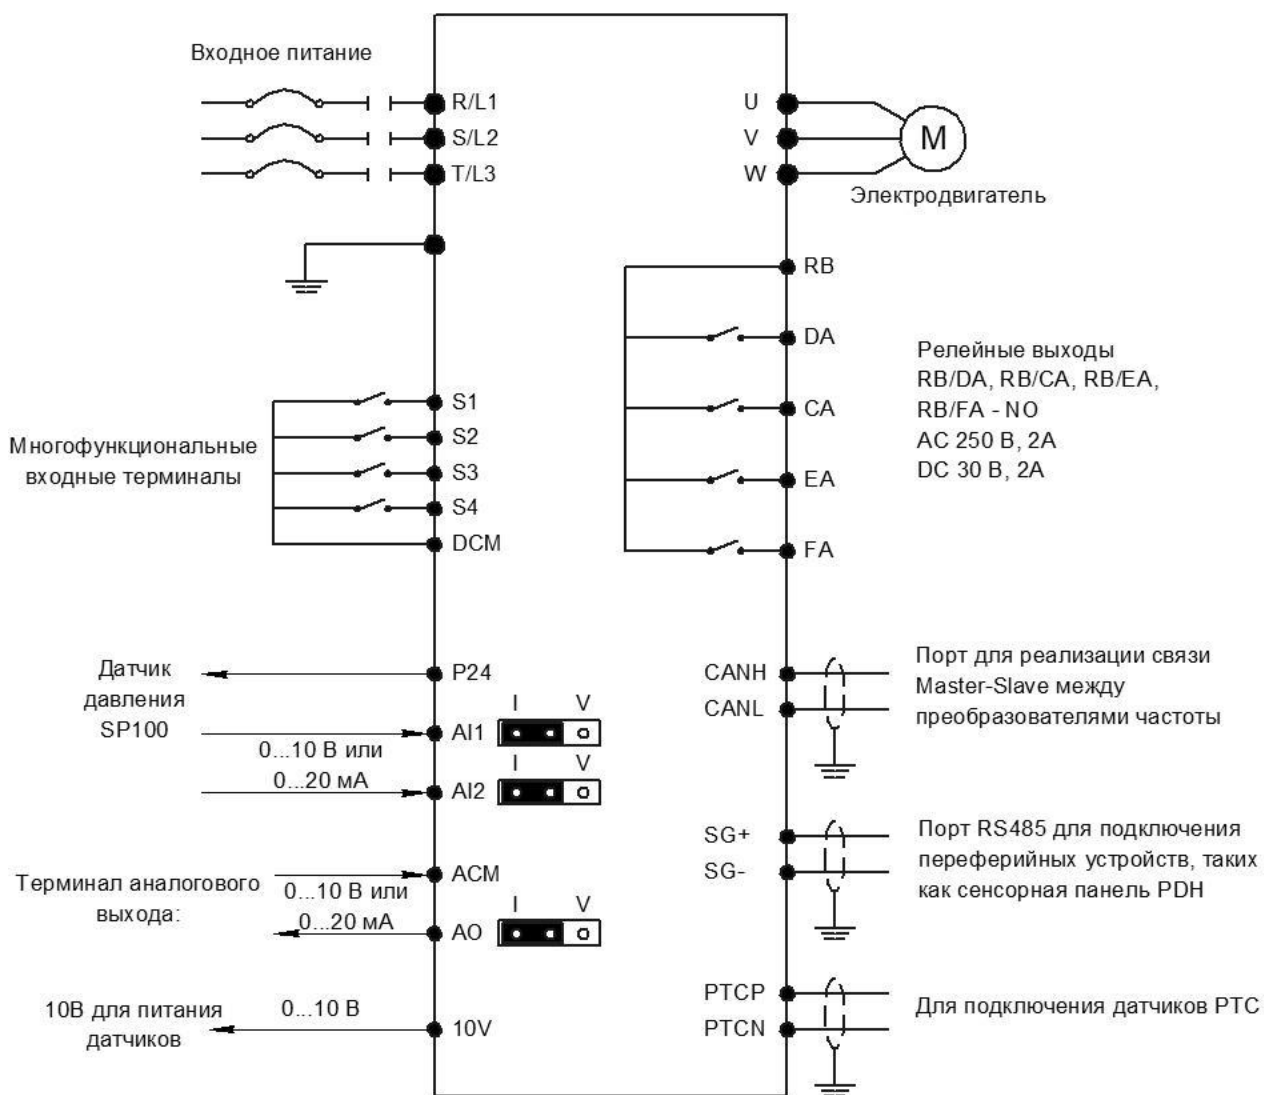 Входное питание
R/L1
S/L2
T/L3
U
V
W
M
Электродвигатель
RB
DA
CA
EA
FA
Релейные выходы
RB/DA, RB/CA, RB/EA,
RB/FA - NO
AC 250 В, 2А
DC 30 В, 2А
Многофункциональные
входные терминалы
S1
S2
S3
S4
DCM
Датчик
давления
SP100
P24
I V
AI1
0...10 В или
0...20 мА
I V
AI2
CANH
CANL
Порт для реализации связи
Master-Slave между
преобразователями частоты
SG+
SG-
Порт RS485 для подключения
переферийных устройств, таких
как сенсорная панель PDH
Терминал аналогового
выхода:
ACM
0...10 В или
0...20 мА
I V
AO
10В для питания
датчиков
0...10 В
10V
PTCP
PTCN
Для подключения датчиков PTC